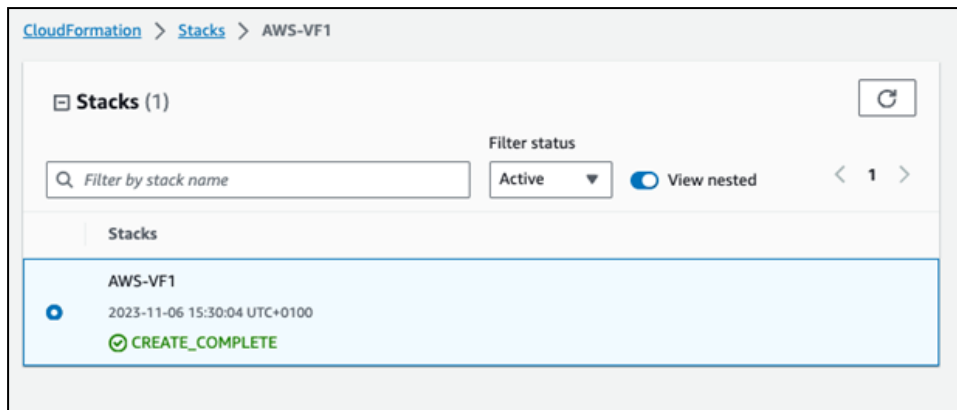 CloudFormation > Stacks > AWS-VF1
Stacks (1)
Filter status
Filter by stack name
Active
View nested
< 1 >
Stacks
AWS-VF1
2023-11-06 15:30:04 UTC+0100
CREATE_COMPLETE